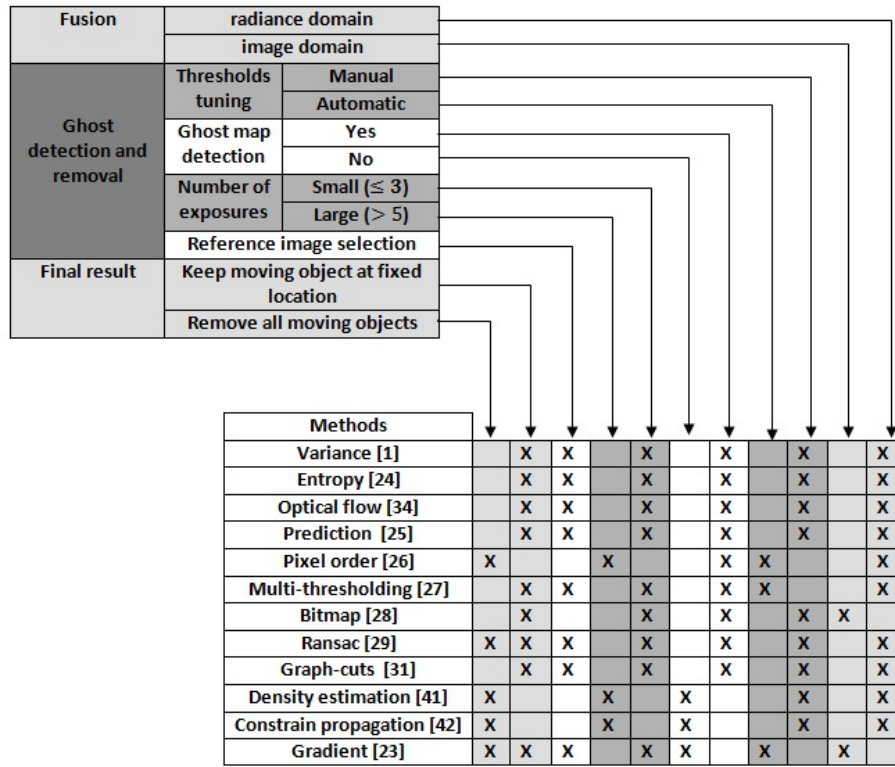 Fusion radiance domain
image domain
Ghost detection and removal Thresholds tuning Manual
Automatic
Ghost map detection Yes
No
Number of exposures Small (≤ 3)
Large (> 5)
Reference image selection
Final result Keep moving object at fixed location
Remove all moving objects
Methods
Variance [1] X X X X X X
Entropy [24] X X X X X X
Optical flow [34] X X X X X X
Prediction [25] X X X X X X
Pixel order [26] X X X X X
Multi-thresholding [27] X X X X X X
Bitmap [28] X X X X X
Ransac [29] X X X X X X X
Graph-cuts [31] X X X X X X
Density estimation [41] X X X X X
Constrain propagation [42] X X X X X
Gradient [23] X X X X X X X